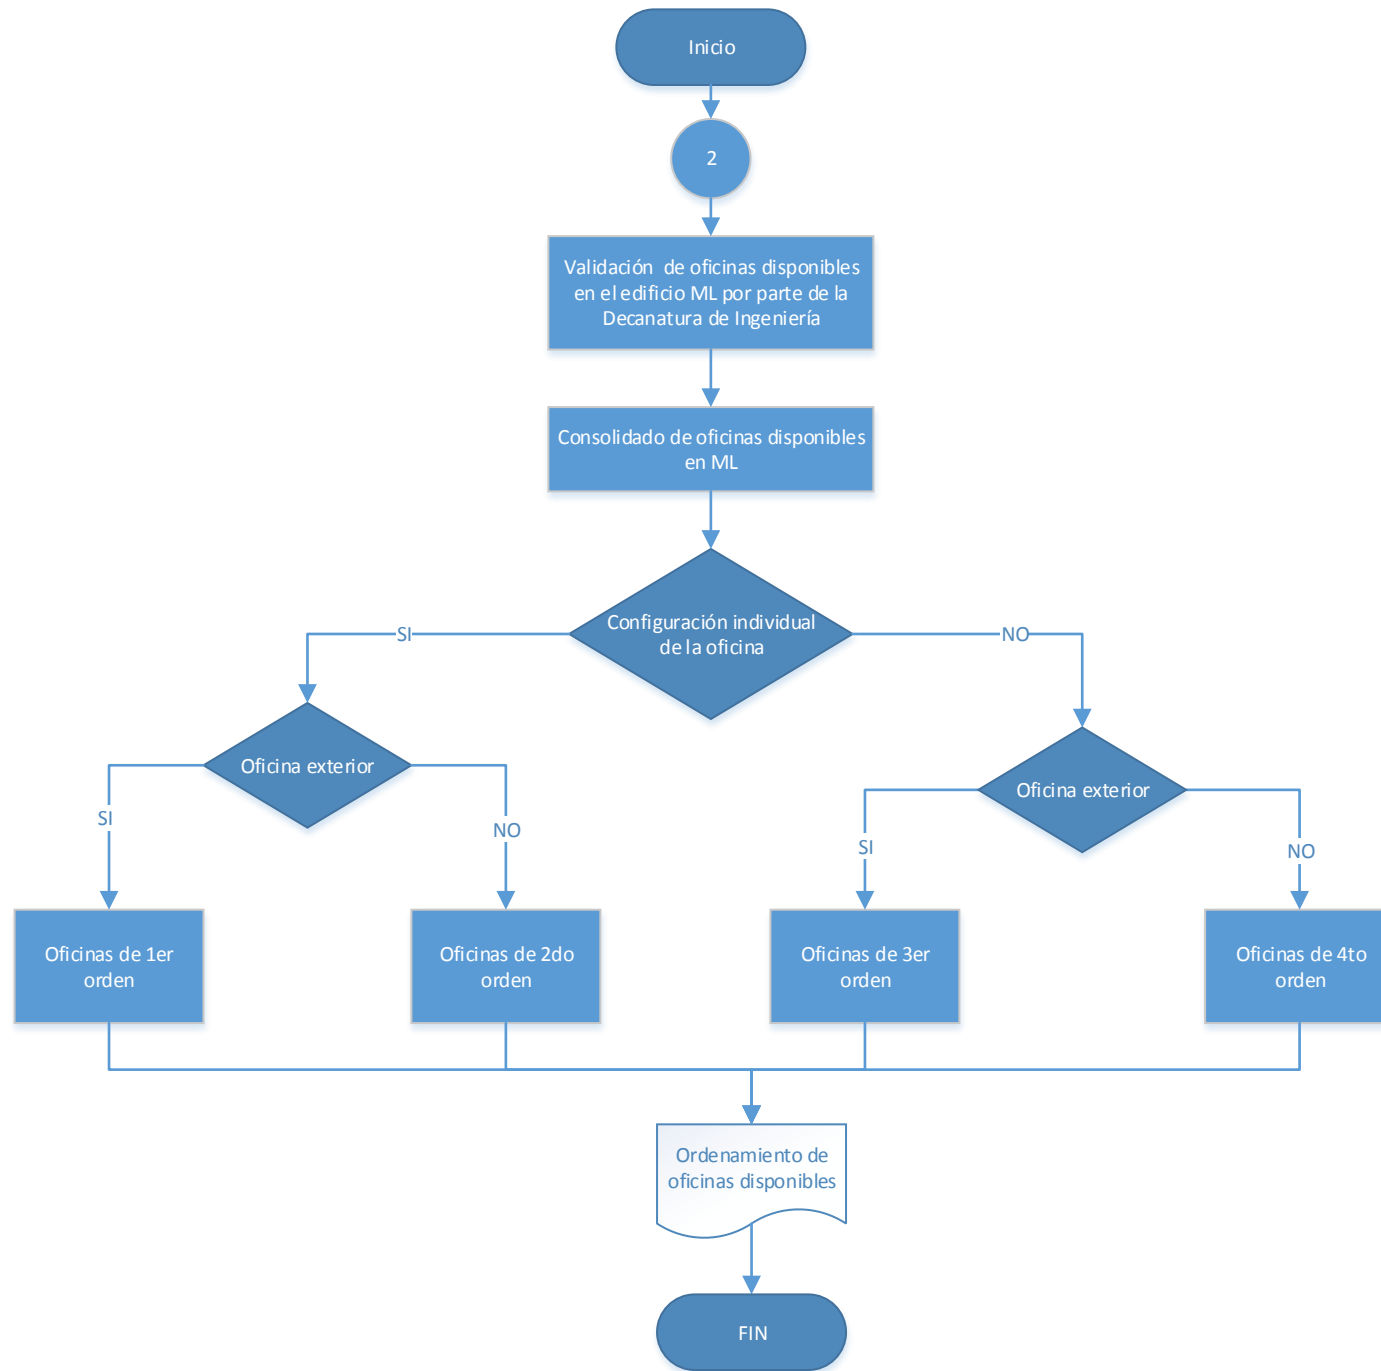 Inicio
2
Validación de oficinas disponibles
en el edificio ML por parte de la
Decanatura de Ingeniería
Consolidado de oficinas disponibles
en ML
Configuración individual
de la oficina
SI
NO
Oficina exterior
Oficina exterior
SI
NO
SI
NO
Oficinas de 1er
orden
Oficinas de 2do
orden
Oficinas de 3er
orden
Oficinas de 4to
orden
Ordenamiento de
oficinas disponibles
FIN